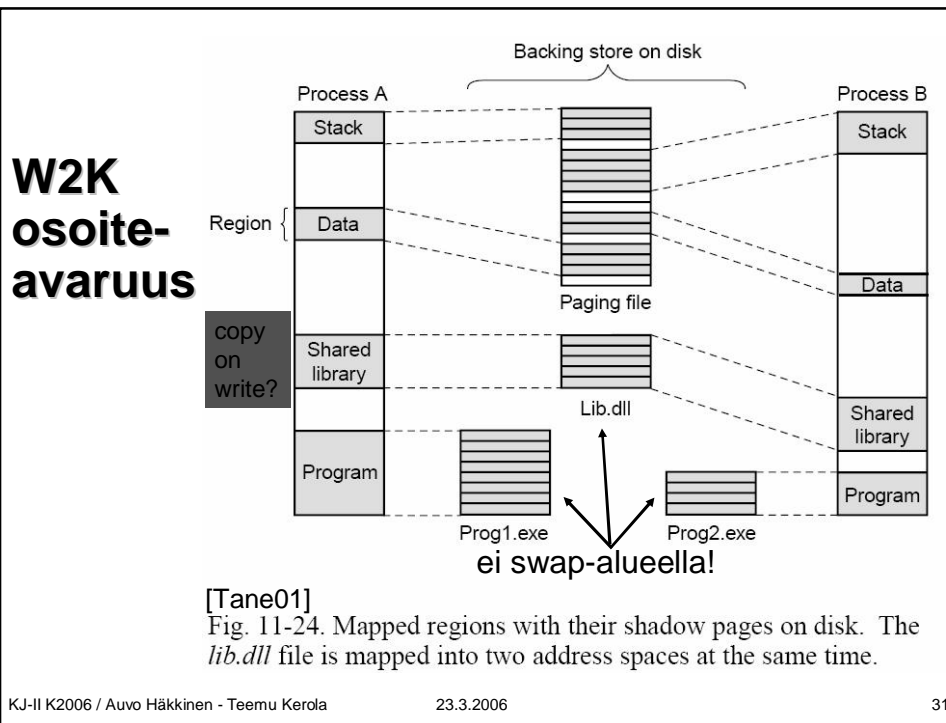 W2K
osoite-
avaruus
Backing store on disk
Process A
Process B
Stack
Stack
Region
Data
Data
Paging file
copy
on
write?
Shared
library
Lib.dll
Shared
library
Program
Program
Prog1.exe
Prog2.exe
ei swap-alueella!
[Tane01]
Fig. 11-24. Mapped regions with their shadow pages on disk. The
lib.dll file is mapped into two address spaces at the same time.
KJ-II K2006 / Auvo Häkkinen - Teemu Kerola 23.3.2006 31